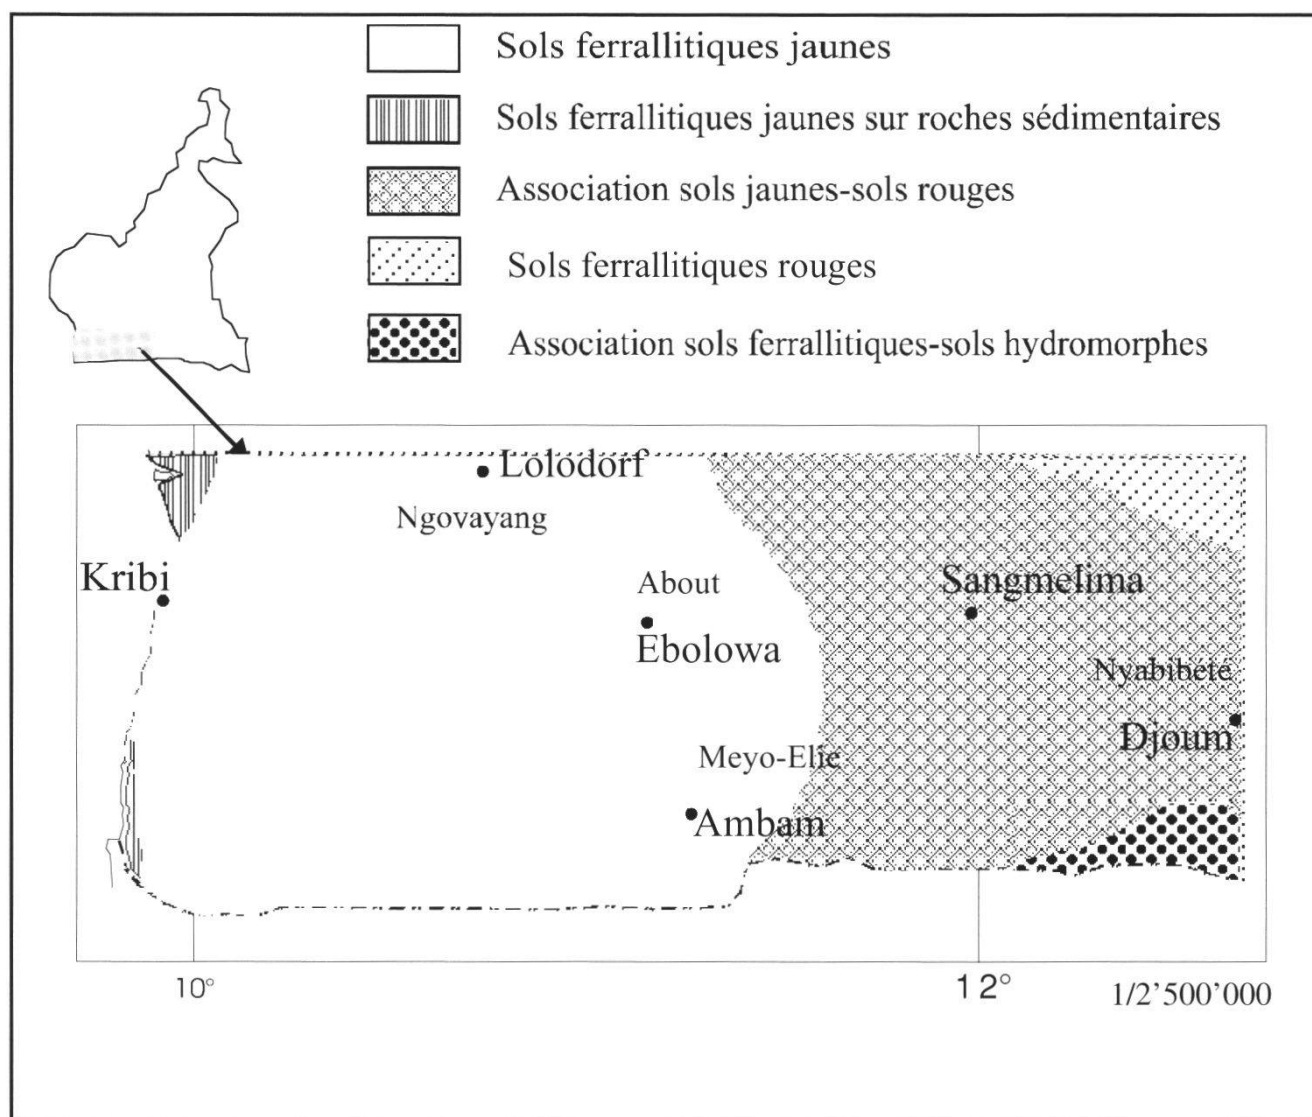 Sols ferrallitiques jaunes
Sols ferrallitiques jaunes sur roches sédimentaires
Association sols jaunes-sols rouges
Sols ferrallitiques rouges
Association sols ferrallitiques-sols hydromorphes
Lolodorf
Ngovayang
Kribi
About
Sangmelima
Ebolowa
Nyabibété
Djoum
Meyo-Elie
Ambam
10°
12°
1/2'500'000